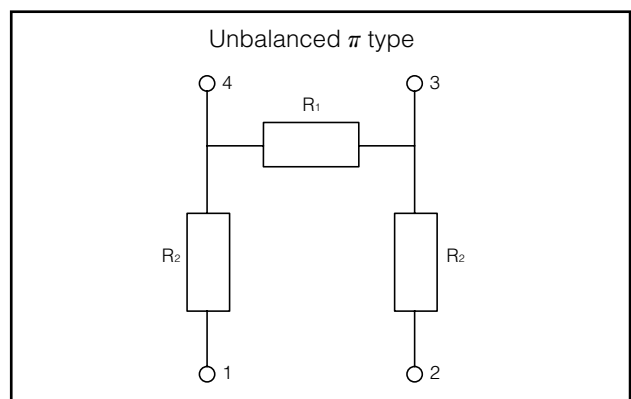 Unbalanced π type
4
3
R₁
R₂
R₂
1
2